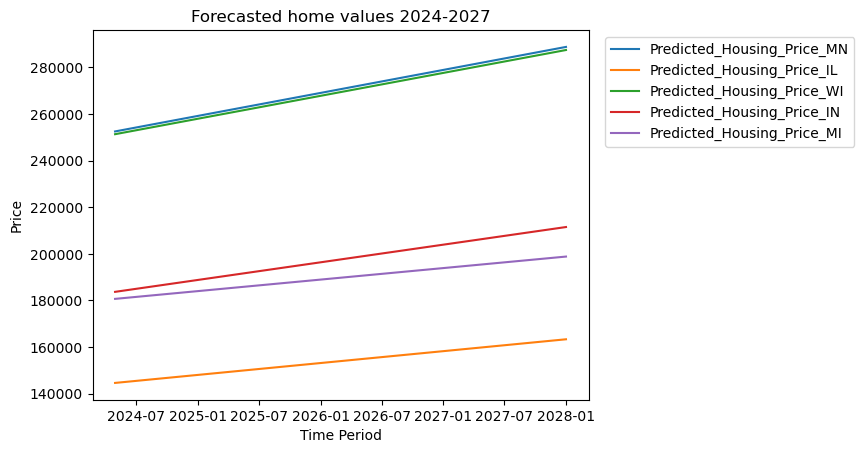 Forecasted home values 2024-2027
Predicted_Housing_Price_MN
Predicted_Housing_Price_IL
Predicted_Housing_Price_WI
Predicted_Housing_Price_IN
Predicted_Housing_Price_MI
Price
280000
260000
240000
220000
200000
180000
160000
140000
2024-07 2025-01 2025-07 2026-01 2026-07 2027-01 2027-07 2028-01
Time Period